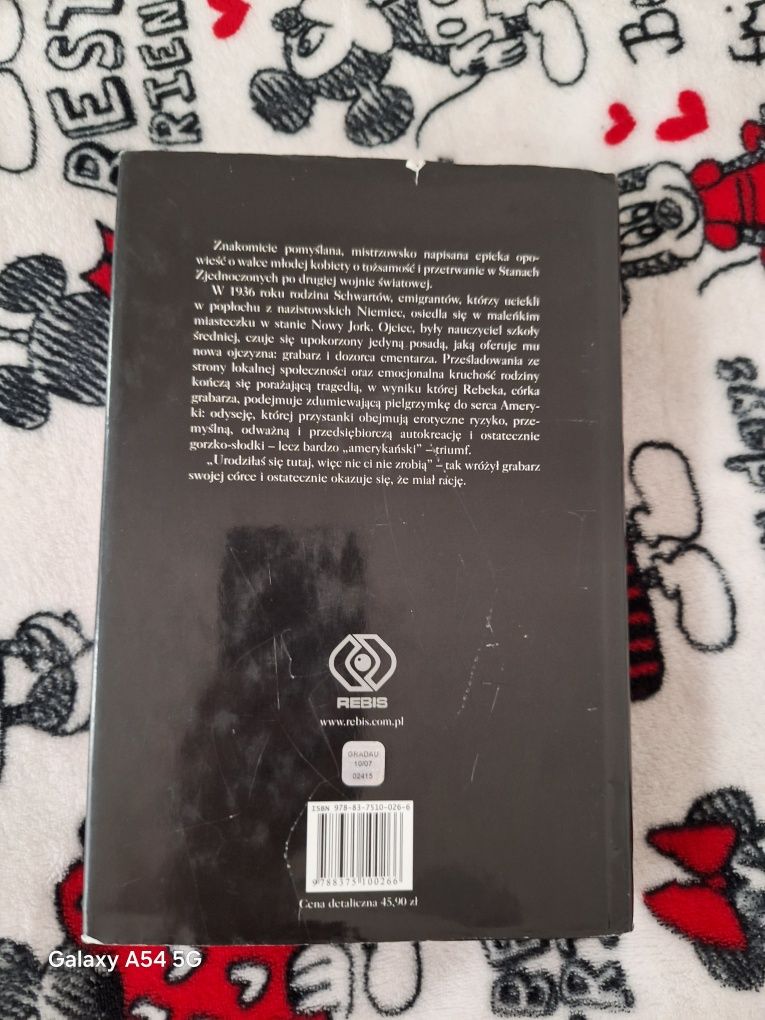 BEST
FRIEN
Be
fri
Znakomicie pomyślana, mistrzowsko napisana epicka opo-
wieść o walce młodej kobiety o tożsamość i przetrwanie w Stanach
Zjednoczonych po drugiej wojnie światowej.
W 1936 roku rodzina Schwartów, emigrantów, którzy uciekli
w popłochu z nazistowskich Niemiec, osiedla się w maleńkim
miasteczku w stanie Nowy Jork. Ojciec, były nauczyciel szkoły
średniej, czuje się upokorzony jedyną posadą, jaką oferuje mu
nowa ojczyzna: grabarz i dozorca cmentarza. Prześladowania ze
strony lokalnej społeczności oraz emocjonalna kruchość rodziny
kończą się porażającą tragedią, w wyniku której Rebeka, córka
grabarza, podejmuje zdumiewającą pielgrzymkę do serca Amery-
ki: odyseję, której przystanki obejmują erotyczne ryzyko, prze-
myślną, odważną i przedsiębiorczą autokreację i ostatecznie
gorzko-słodki – lecz bardzo „amerykański” – triumf.
„Urodziłaś się tutaj, więc nic ci nie zrobią” – tak wróżył grabarz
swojej córce i ostatecznie okazuje się, że miał rację.
REBIS
www.rebis.com.pl
GRADAU
10/07
02415
ISBN 978-83-7510-026-6
9 788375 100266
Cena detaliczna 45,90 zł
Galaxy A54 5G